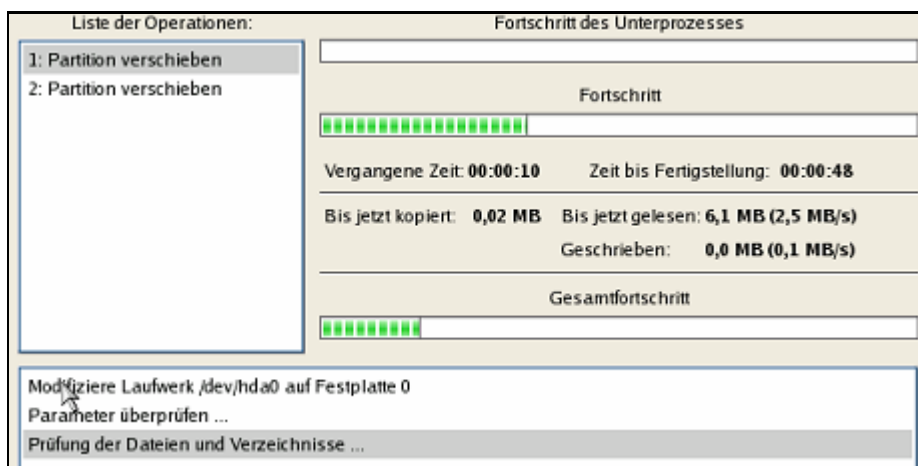 Liste der Operationen:
1: Partition verschieben
2: Partition verschieben
Fortschritt des Unterprozesses
Fortschritt
Vergangene Zeit: 00:00:10 Zeit bis Fertigstellung: 00:00:48
Bis jetzt kopiert: 0,02 MB Bis jetzt gelesen: 6,1 MB (2,5 MB/s)
Geschrieben: 0,0 MB (0,1 MB/s)
Gesamtfortschritt
Modifiziere Laufwerk /dev/hda0 auf Festplatte 0
Parameter überprüfen ...
Prüfung der Dateien und Verzeichnisse ...